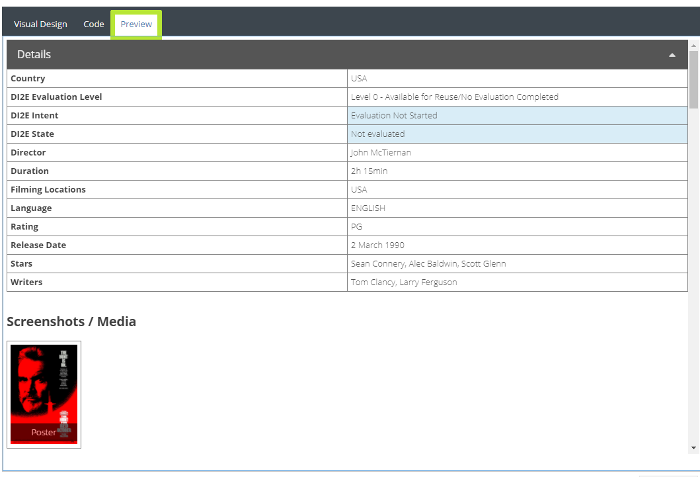 Visual Design Code Preview
Details
Country USA
DI2E Evaluation Level Level 0 - Available for Reuse/No Evaluation Completed
DI2E Intent Evaluation Not Started
DI2E State Not evaluated
Director John McTiernan
Duration 2h 15min
Filming Locations USA
Language ENGLISH
Rating PG
Release Date 2 March 1990
Stars Sean Connery, Alec Baldwin, Scott Glenn
Writers Tom Clancy, Larry Ferguson
Screenshots / Media
Poster